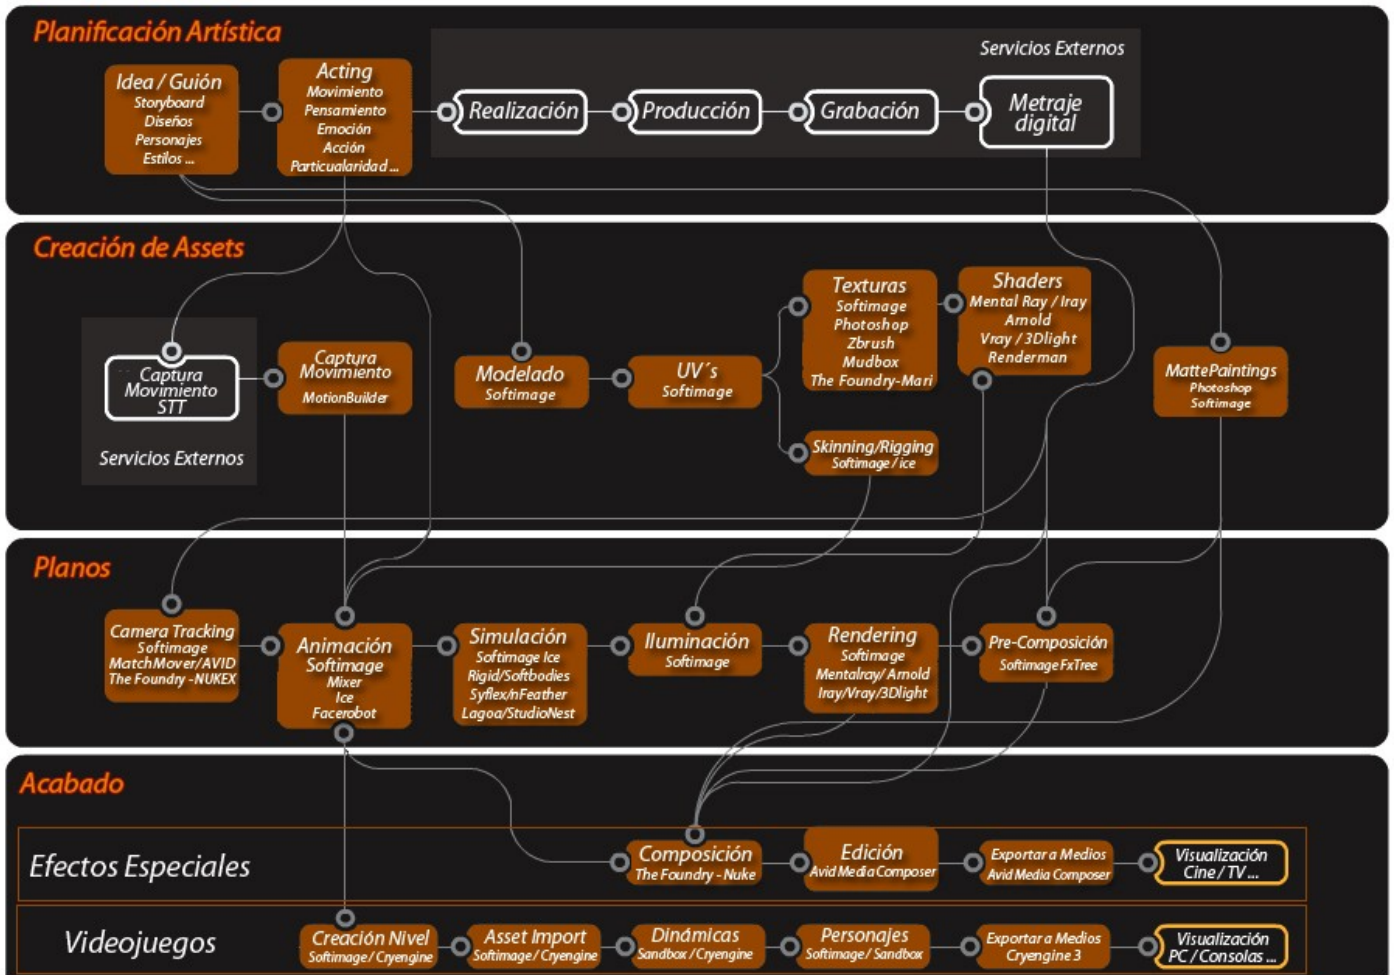 Planificación Artística
Servicios Externos
Idea / Guión
Storyboard
Diseños
Personajes
Estilos ...
Acting
Movimiento
Pensamiento
Emoción
Acción
Particualaridad ...
Realización
Producción
Grabación
Metraje
digital
Creación de Assets
Captura
Movimiento
STT
Servicios Externos
Captura
Movimiento
MotionBuilder
Modelado
Softimage
UV´s
Softimage
Texturas
Softimage
Photoshop
Zbrush
Mudbox
The Foundry-Mari
Skinning/Rigging
Softimage / ice
Shaders
Mental Ray / Iray
Arnold
Vray / 3Dlight
Renderman
MattePaintings
Photoshop
Softimage
Planos
Camera Tracking
Softimage
MatchMover/AVID
The Foundry -NUKEX
Animación
Softimage
Mixer
Ice
Facerobot
Simulación
Softimage Ice
Rigid/Softbodies
Syflex/nFeather
Lagoa/StudioNest
Iluminación
Softimage
Rendering
Softimage
Mentalray/ Arnold
Iray/Vray/3Dlight
Pre-Composición
Softimage FxTree
Acabado
Efectos Especiales
Composición
The Foundry - Nuke
Edición
Avid Media Composer
Exportar a Medios
Avid Media Composer
Visualización
Cine / TV ...
Videojuegos
Creación Nivel
Softimage / Cryengine
Asset Import
Softimage / Cryengine
Dinámicas
Sandbox / Cryengine
Personajes
Softimage / Sandbox
Exportar a Medios
Cryengine 3
Visualización
PC / Consolas ...